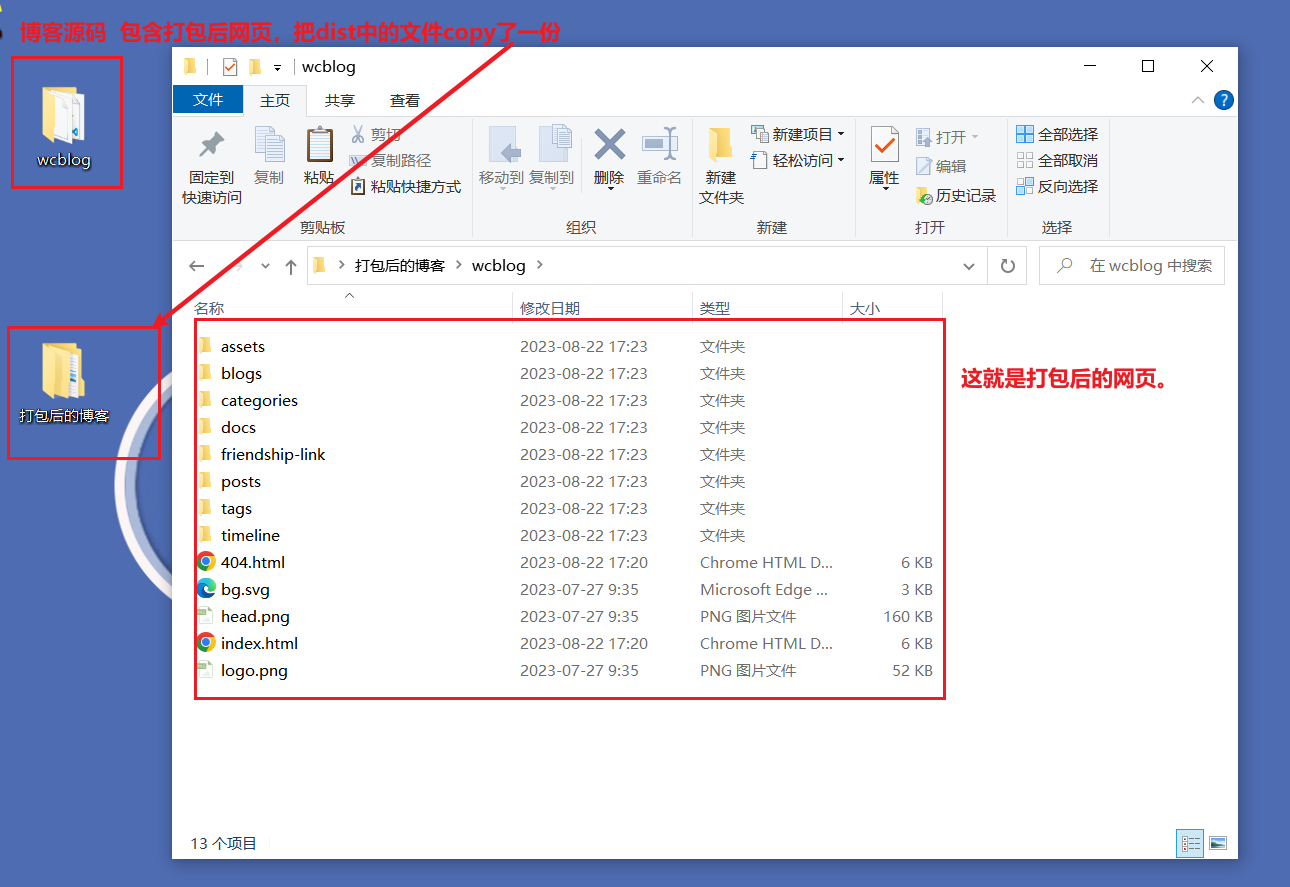 博客源码 包含打包后网页，把dist中的文件copy了一份
wcblog
打包后的博客
wcblog
文件 主页 共享 查看
固定到
快速访问
复制
粘贴
剪切
复制路径
粘贴快捷方式
剪贴板
移动到 复制到 删除 重命名
组织
新建
文件夹
新建项目
轻松访问
新建
属性
打开
编辑
历史记录
打开
全部选择
全部取消
反向选择
选择
打包后的博客 wcblog
在 wcblog 中搜索
名称 修改日期 类型 大小
assets 2023-08-22 17:23 文件夹
blogs 2023-08-22 17:23 文件夹
categories 2023-08-22 17:23 文件夹
docs 2023-08-22 17:23 文件夹
friendship-link 2023-08-22 17:23 文件夹
posts 2023-08-22 17:23 文件夹
tags 2023-08-22 17:23 文件夹
timeline 2023-08-22 17:23 文件夹
404.html 2023-08-22 17:20 Chrome HTML D... 6 KB
bg.svg 2023-07-27 9:35 Microsoft Edge ... 3 KB
head.png 2023-07-27 9:35 PNG 图片文件 160 KB
index.html 2023-08-22 17:20 Chrome HTML D... 6 KB
logo.png 2023-07-27 9:35 PNG 图片文件 52 KB
这就是打包后的网页。
13 个项目